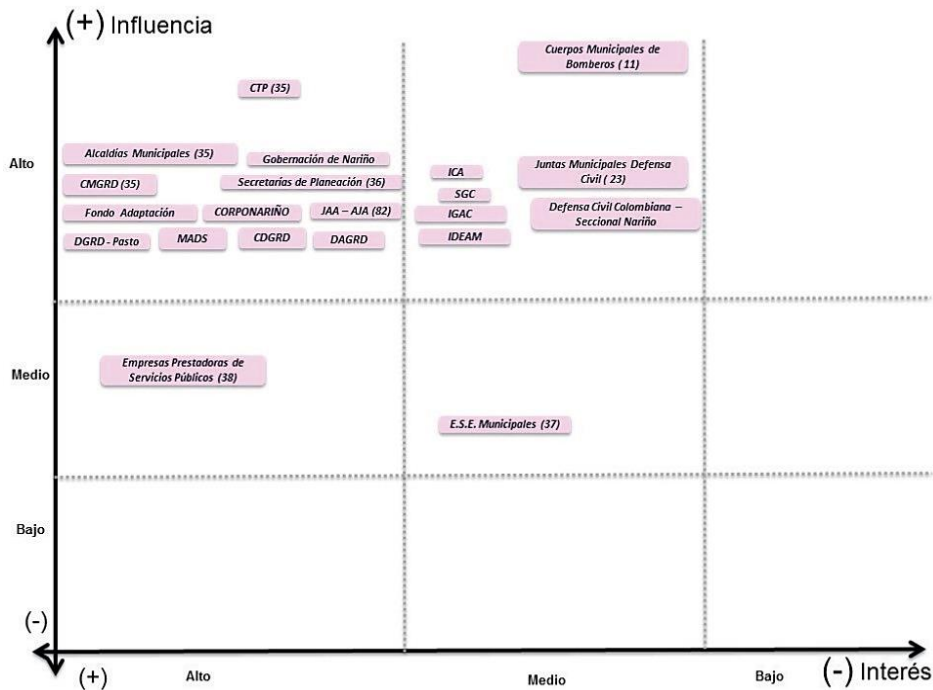 (+) Influencia
Cuerpos Municipales de
Bomberos ( 11)
CTP (35)
Alto
Alcaldías Municipales (35)
Gobernación de Nariño
ICA
Juntas Municipales Defensa
Civil ( 23)
CMGRD (35)
Secretarías de Planeación (36)
SGC
Fondo Adaptación
CORPONARIÑO
JAA – AJA (82)
IGAC
Defensa Civil Colombiana –
Seccional Nariño
DGRD - Pasto
MADS
CDGRD
DAGRD
IDEAM
Medio
Empresas Prestadoras de
Servicios Públicos (38)
E.S.E. Municipales (37)
Bajo
(-)
(+)
Alto
Medio
Bajo
(-) Interés